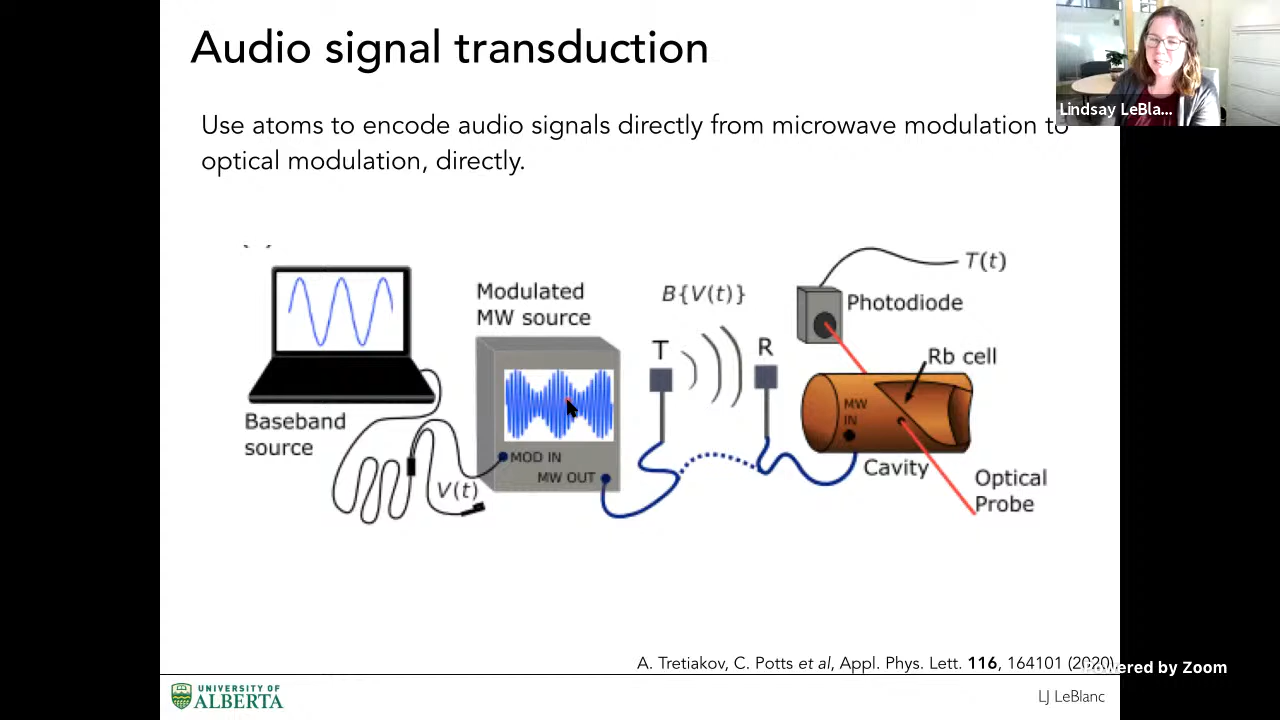 Audio signal transduction
Lindsay LeBla...
Use atoms to encode audio signals directly from microwave modulation to
optical modulation, directly.
Baseband
source
V(t)
Modulated
MW source
MOD IN
MW OUT
B{V(t)}
T
R
T(t)
Photodiode
Rb cell
MW
IN
Cavity
Optical
Probe
A. Tretiakov, C. Potts et al, Appl. Phys. Lett. 116, 164101 (2020)
Powered by Zoom
UNIVERSITY OF
ALBERTA
LJ LeBlanc